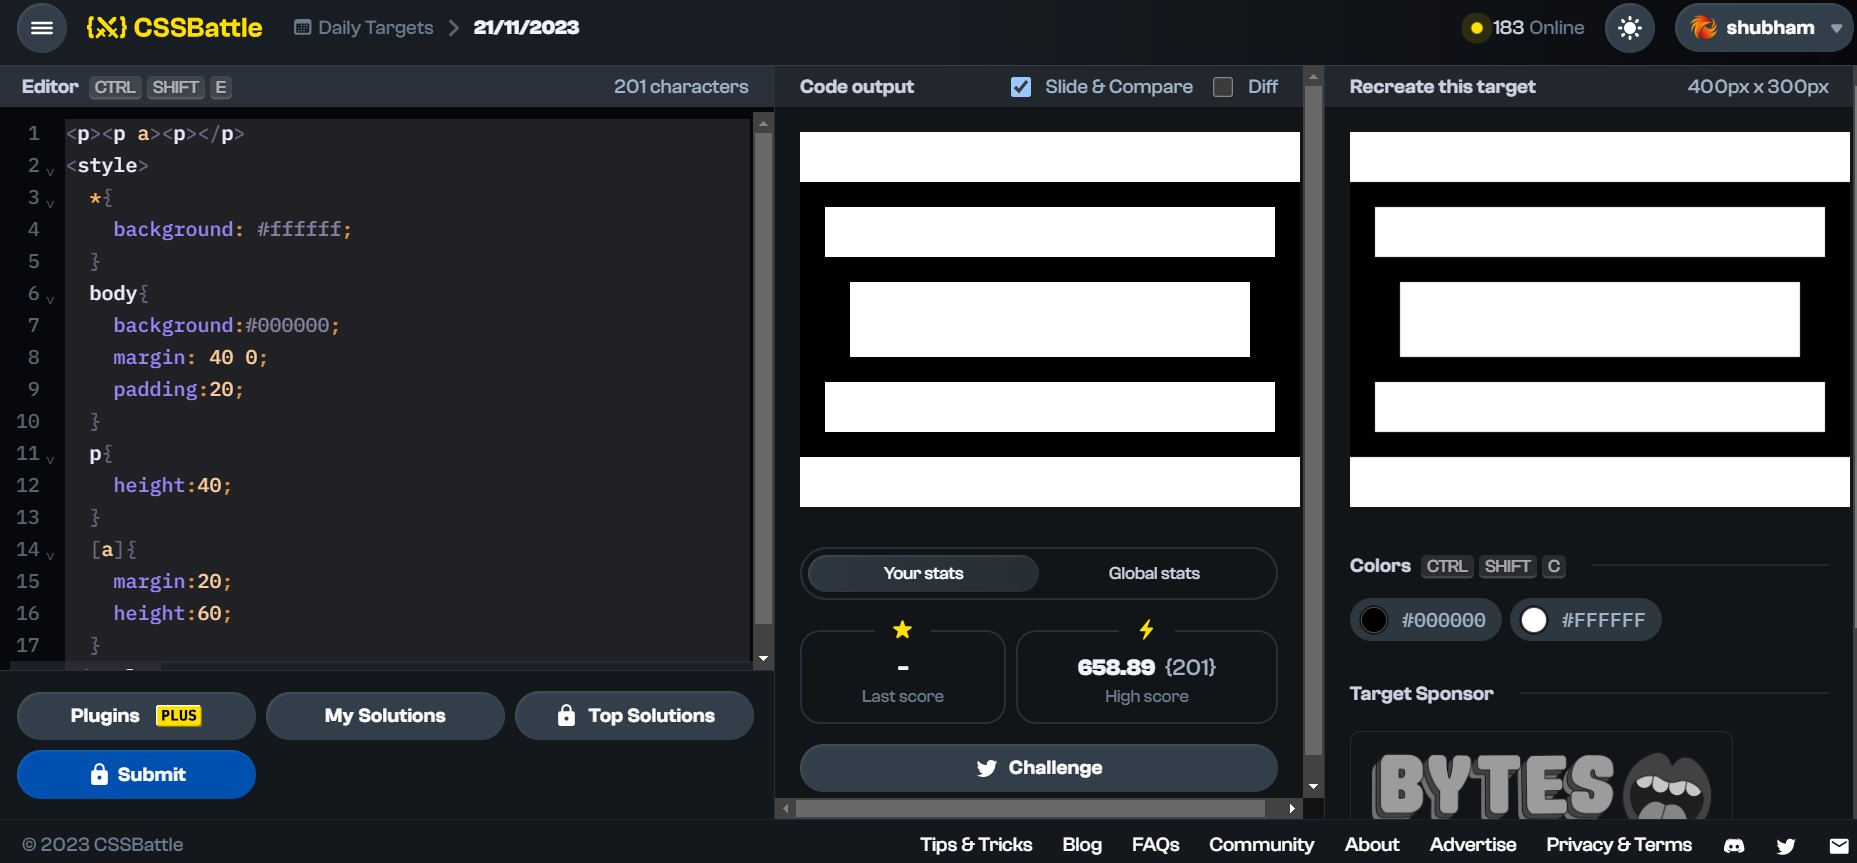 {X} CSSBattle Daily Targets > 21/11/2023 183 Online shubham
Editor CTRL SHIFT E 201 characters
1 <p><p a><p></p>
2 <style>
3 *{
4 background: #ffffff;
5 }
6 body{
7 background:#000000;
8 margin: 40 0;
9 padding:20;
10 }
11 p{
12 height:40;
13 }
14 [a]{
15 margin:20;
16 height:60;
17 }
Plugins PLUS My Solutions Top Solutions
Submit
Code output Slide & Compare Diff
Your stats Global stats
- 658.89 {201}
Last score High score
Challenge
Recreate this target 400px x 300px
Colors CTRL SHIFT C
#000000 #FFFFFF
Target Sponsor
BYTES
© 2023 CSSBattle Tips & Tricks Blog FAQs Community About Advertise Privacy & Terms